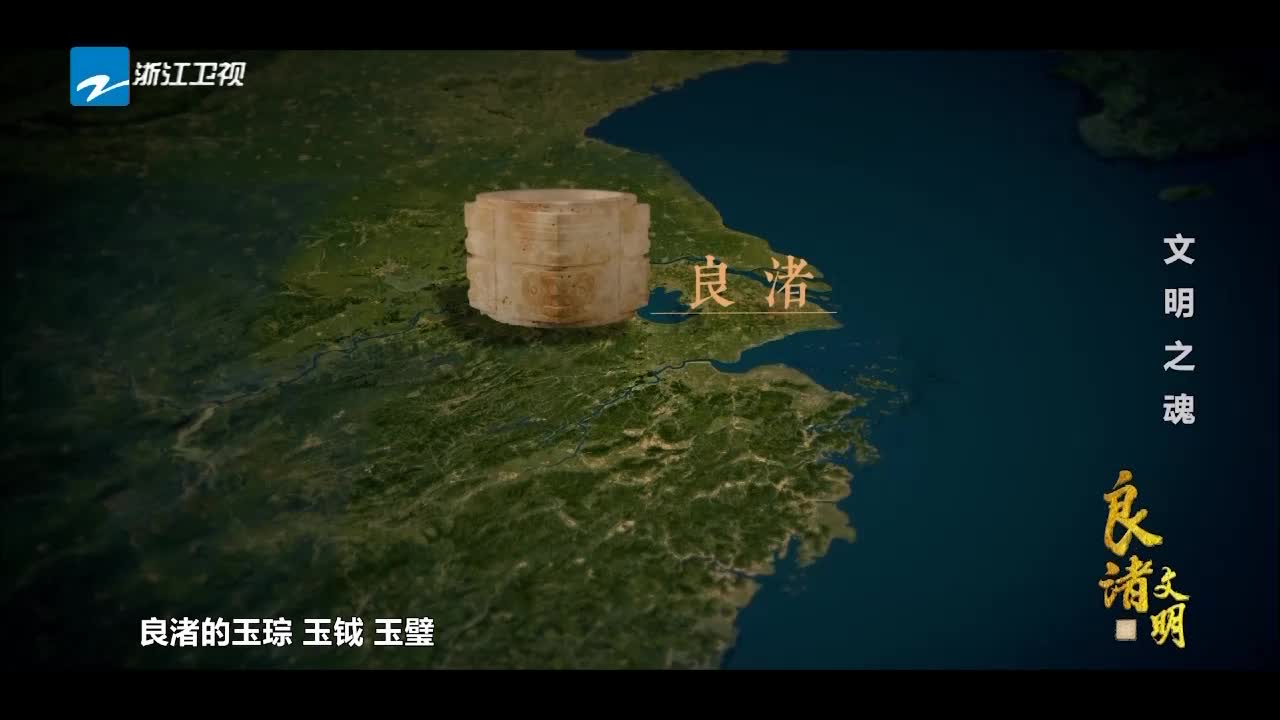 浙江卫视
良渚
文明之魂
良渚
文明
良渚的玉琮 玉钺 玉璧